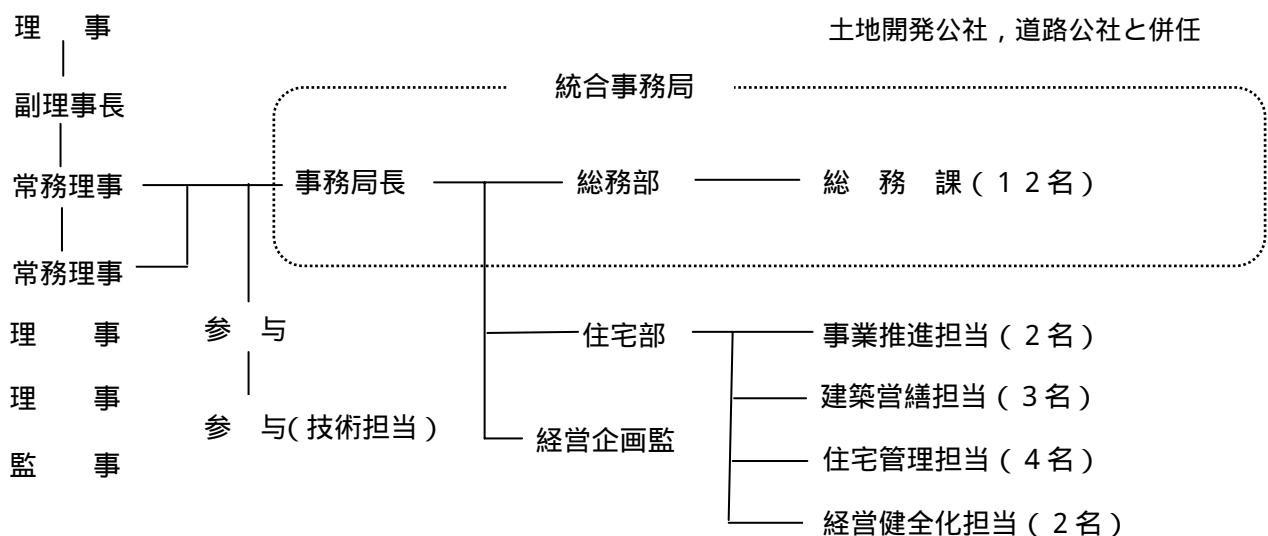 理　事
土地開発公社，道路公社と併任
統合事務局
副理事長
常務理事
事務局長
総務部
総　務　課（１２名）
常務理事
理　　事
参　与
住宅部
事業推進担当（２名）
理　　事
建築営繕担当（３名）
参　与（技術担当）
経営企画監
監　　事
住宅管理担当（４名）
経営健全化担当（２名）